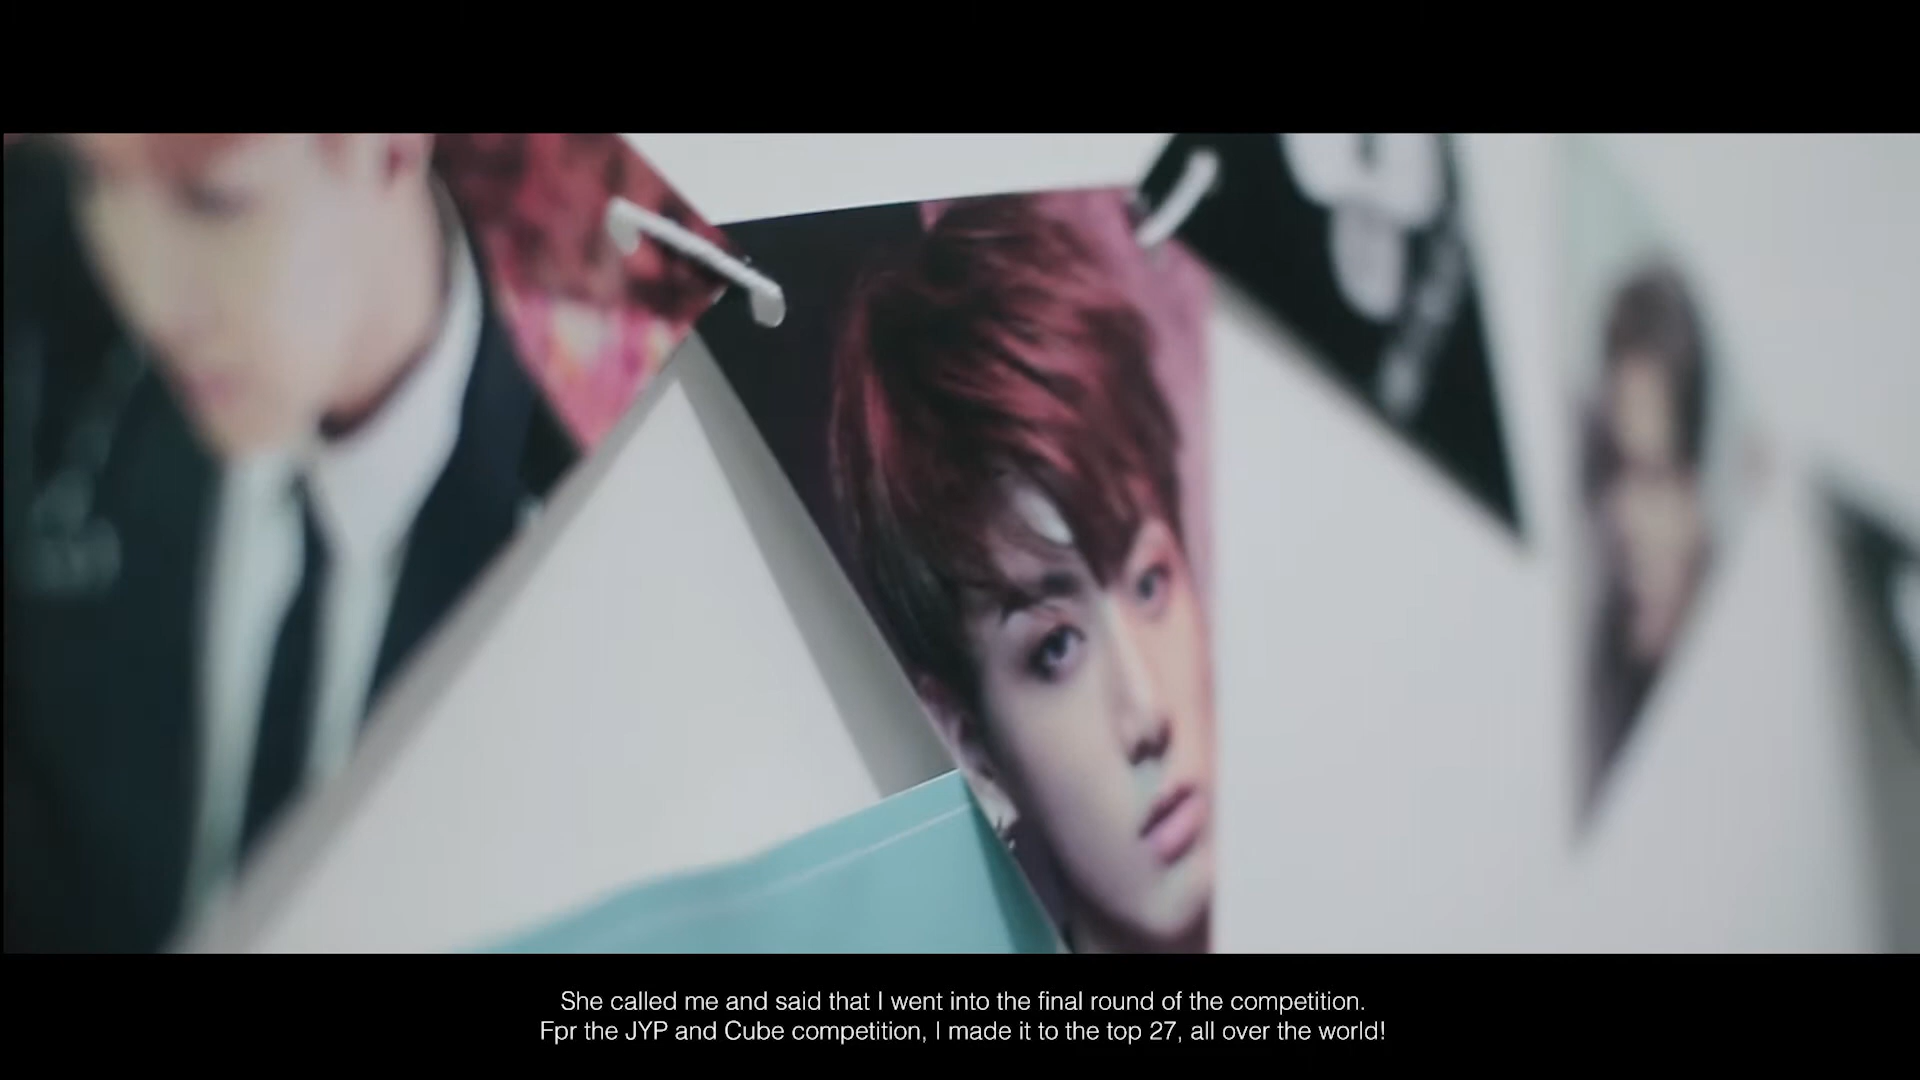 She called me and said that I went into the final round of the competition.
Fpr the JYP and Cube competition, I made it to the top 27, all over the world!